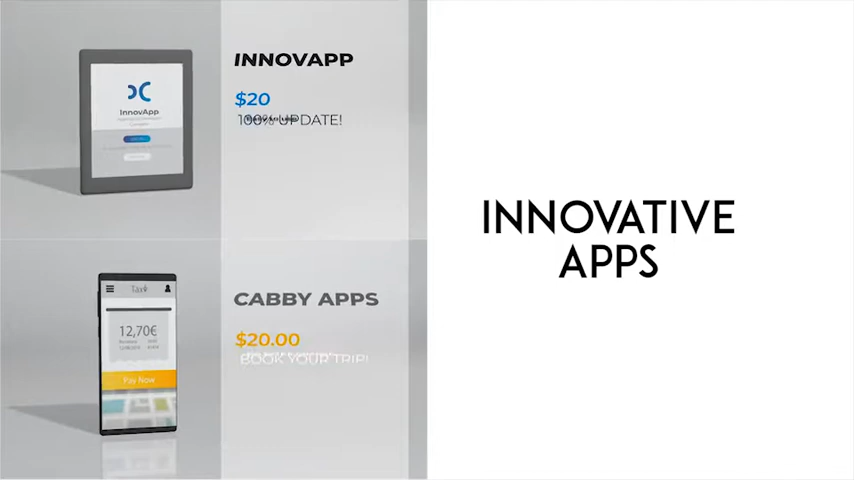 INNOVAPP
$20
100% UPDATE!
InnovApp
CABBY APPS
$20.00
BOOK YOUR TRIP!
Taxi
12,70€
Pay Now
INNOVATIVE
APPS